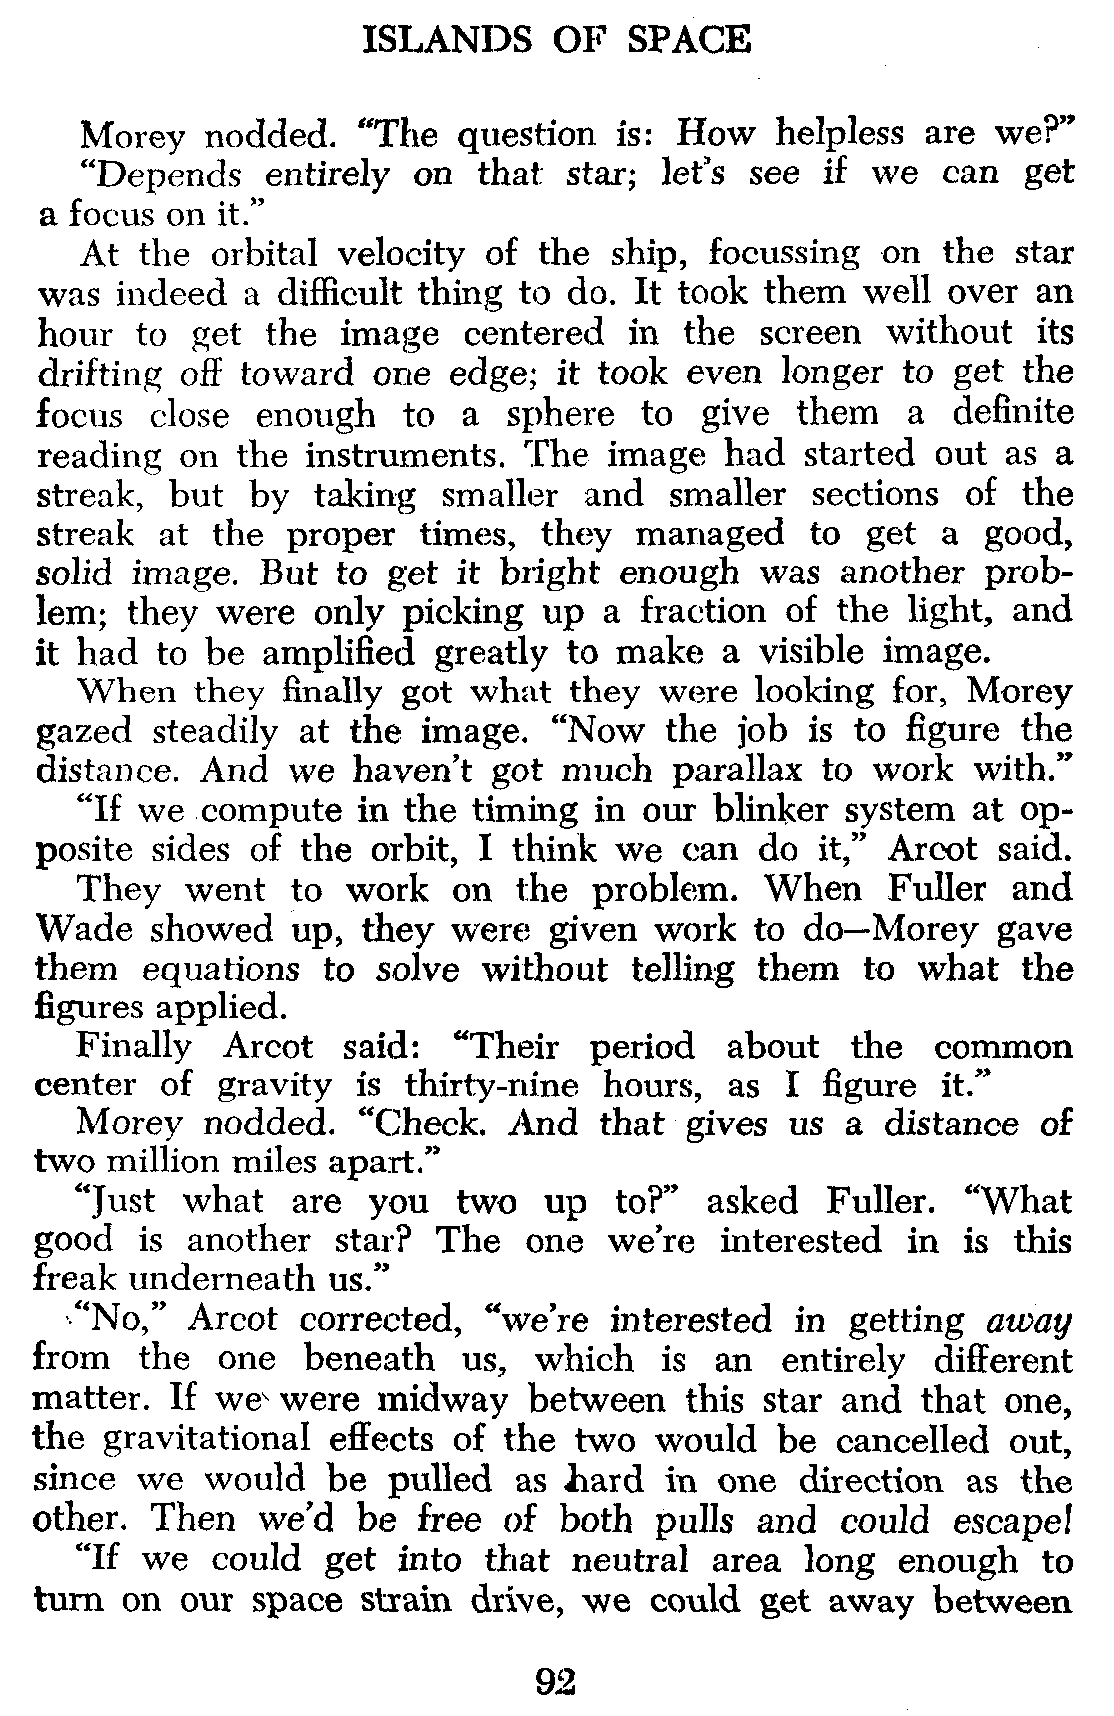 ISLANDS OF SPACE
Morey nodded. “The question is: How helpless are we?”
“Depends entirely on that star; let’s see if we can get
a focus on it.”
At the orbital velocity of the ship, focussing on the star
was indeed a difficult thing to do. It took them well over an
hour to get the image centered in the screen without its
drifting off toward one edge; it took even longer to get the
focus close enough to a sphere to give them a definite
reading on the instruments. The image had started out as a
streak, but by taking smaller and smaller sections of the
streak at the proper times, they managed to get a good,
solid image. But to get it bright enough was another prob-
lem; they were only picking up a fraction of the light, and
it had to be amplified greatly to make a visible image.
When they finally got what they were looking for, Morey
gazed steadily at the image. “Now the job is to figure the
distance. And we haven’t got much parallax to work with.”
“If we compute in the timing in our blinker system at op-
posite sides of the orbit, I think we can do it,” Arcot said.
They went to work on the problem. When Fuller and
Wade showed up, they were given work to do—Morey gave
them equations to solve without telling them to what the
figures applied.
Finally Arcot said: “Their period about the common
center of gravity is thirty-nine hours, as I figure it.”
Morey nodded. “Check. And that gives us a distance of
two million miles apart.”
“Just what are you two up to?” asked Fuller. “What
good is another star? The one we’re interested in is this
freak underneath us.”
“No,” Arcot corrected, “we’re interested in getting away
from the one beneath us, which is an entirely different
matter. If we were midway between this star and that one,
the gravitational effects of the two would be cancelled out,
since we would be pulled as hard in one direction as the
other. Then we’d be free of both pulls and could escape!
“If we could get into that neutral area long enough to
turn on our space strain drive, we could get away between
92